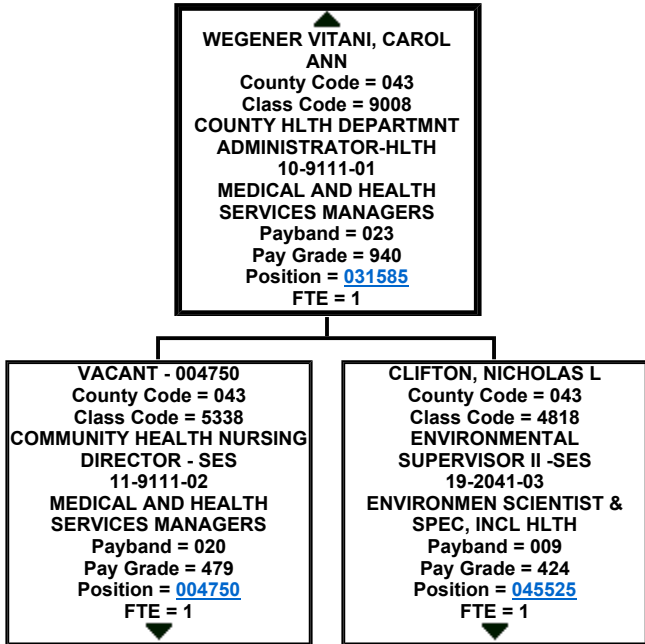 WEGENER VITANI, CAROL
ANN
County Code = 043
Class Code = 9008
COUNTY HLTH DEPARTMNT
ADMINISTRATOR-HLTH
10-9111-01
MEDICAL AND HEALTH
SERVICES MANAGERS
Payband = 023
Pay Grade = 940
Position = 031585
FTE = 1
VACANT - 004750
County Code = 043
Class Code = 5338
COMMUNITY HEALTH NURSING
DIRECTOR - SES
11-9111-02
MEDICAL AND HEALTH
SERVICES MANAGERS
Payband = 020
Pay Grade = 479
Position = 004750
FTE = 1
CLIFTON, NICHOLAS L
County Code = 043
Class Code = 4818
ENVIRONMENTAL
SUPERVISOR II -SES
19-2041-03
ENVIRONMEN SCIENTIST &
SPEC, INCL HLTH
Payband = 009
Pay Grade = 424
Position = 045525
FTE = 1